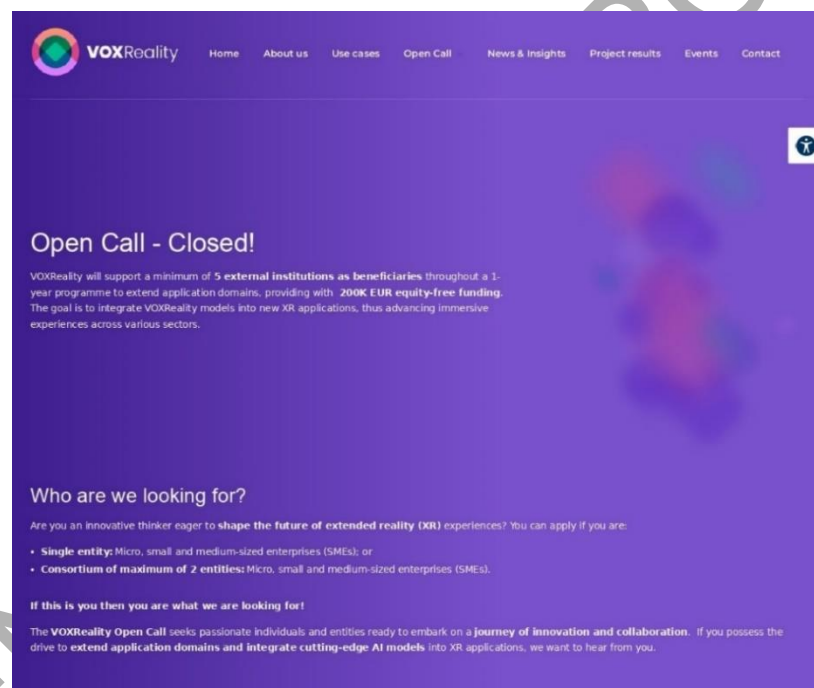 VOXReality
Home About us Use cases Open Call News & Insights Project results Events Contact
Open Call - Closed!
VOXReality will support a minimum of 5 external institutions as beneficiaries throughout a 1-
year programme to extend application domains, providing with 200K EUR equity-free funding.
The goal is to integrate VOXReality models into new XR applications, thus advancing immersive
experiences across various sectors.
Who are we looking for?
Are you an innovative thinker eager to shape the future of extended reality (XR) experiences? You can apply if you are:
• Single entity: Micro, small and medium-sized enterprises (SMEs); or
• Consortium of maximum of 2 entities: Micro, small and medium-sized enterprises (SMEs).
If this is you then you are what we are looking for!
The VOXReality Open Call seeks passionate individuals and entities ready to embark on a journey of innovation and collaboration. If you possess the
drive to extend application domains and integrate cutting-edge AI models into XR applications, we want to hear from you.